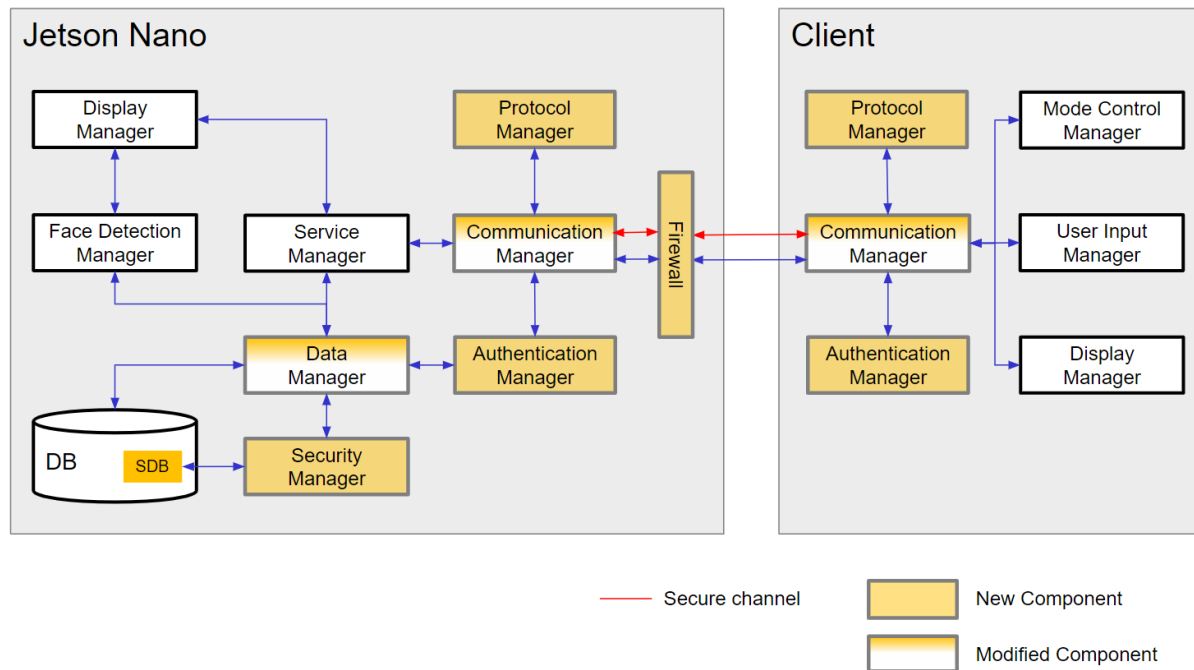 Jetson Nano
Display
Manager
Protocol
Manager
Face Detection
Manager
Service
Manager
Communication
Manager
Firewall
Data
Manager
Authentication
Manager
DB
SDB
Security
Manager
Client
Protocol
Manager
Mode Control
Manager
Communication
Manager
User Input
Manager
Authentication
Manager
Display
Manager
Secure channel
New Component
Modified Component